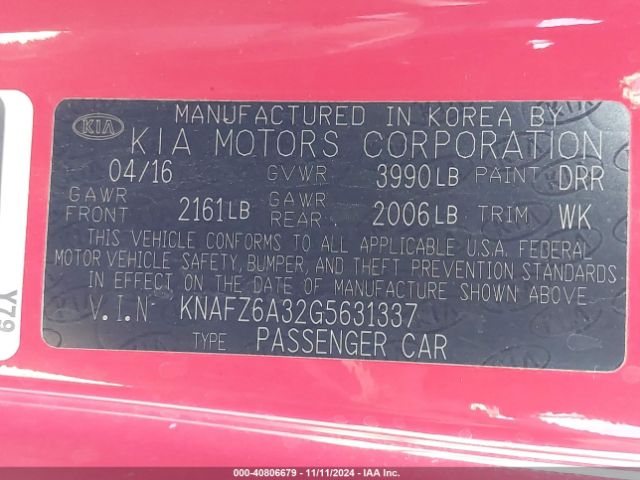 MANUFACTURED IN KOREA BY
KIA KIA MOTORS CORPORATION
04/16 GVWR 3990LB PAINT DRR
GAWR FRONT 2161LB GAWR REAR 2006LB TRIM WK
THIS VEHICLE CONFORMS TO ALL APPLICABLE U.S.A. FEDERAL
MOTOR VEHICLE SAFETY, BUMPER, AND THEFT PREVENTION STANDARDS
IN EFFECT ON THE DATE OF MANUFACTURE SHOWN ABOVE.
V.I.N KNAFZ6A32G5631337
TYPE PASSENGER CAR
Y79
000-40806679 - 11/11/2024 - IAA Inc.